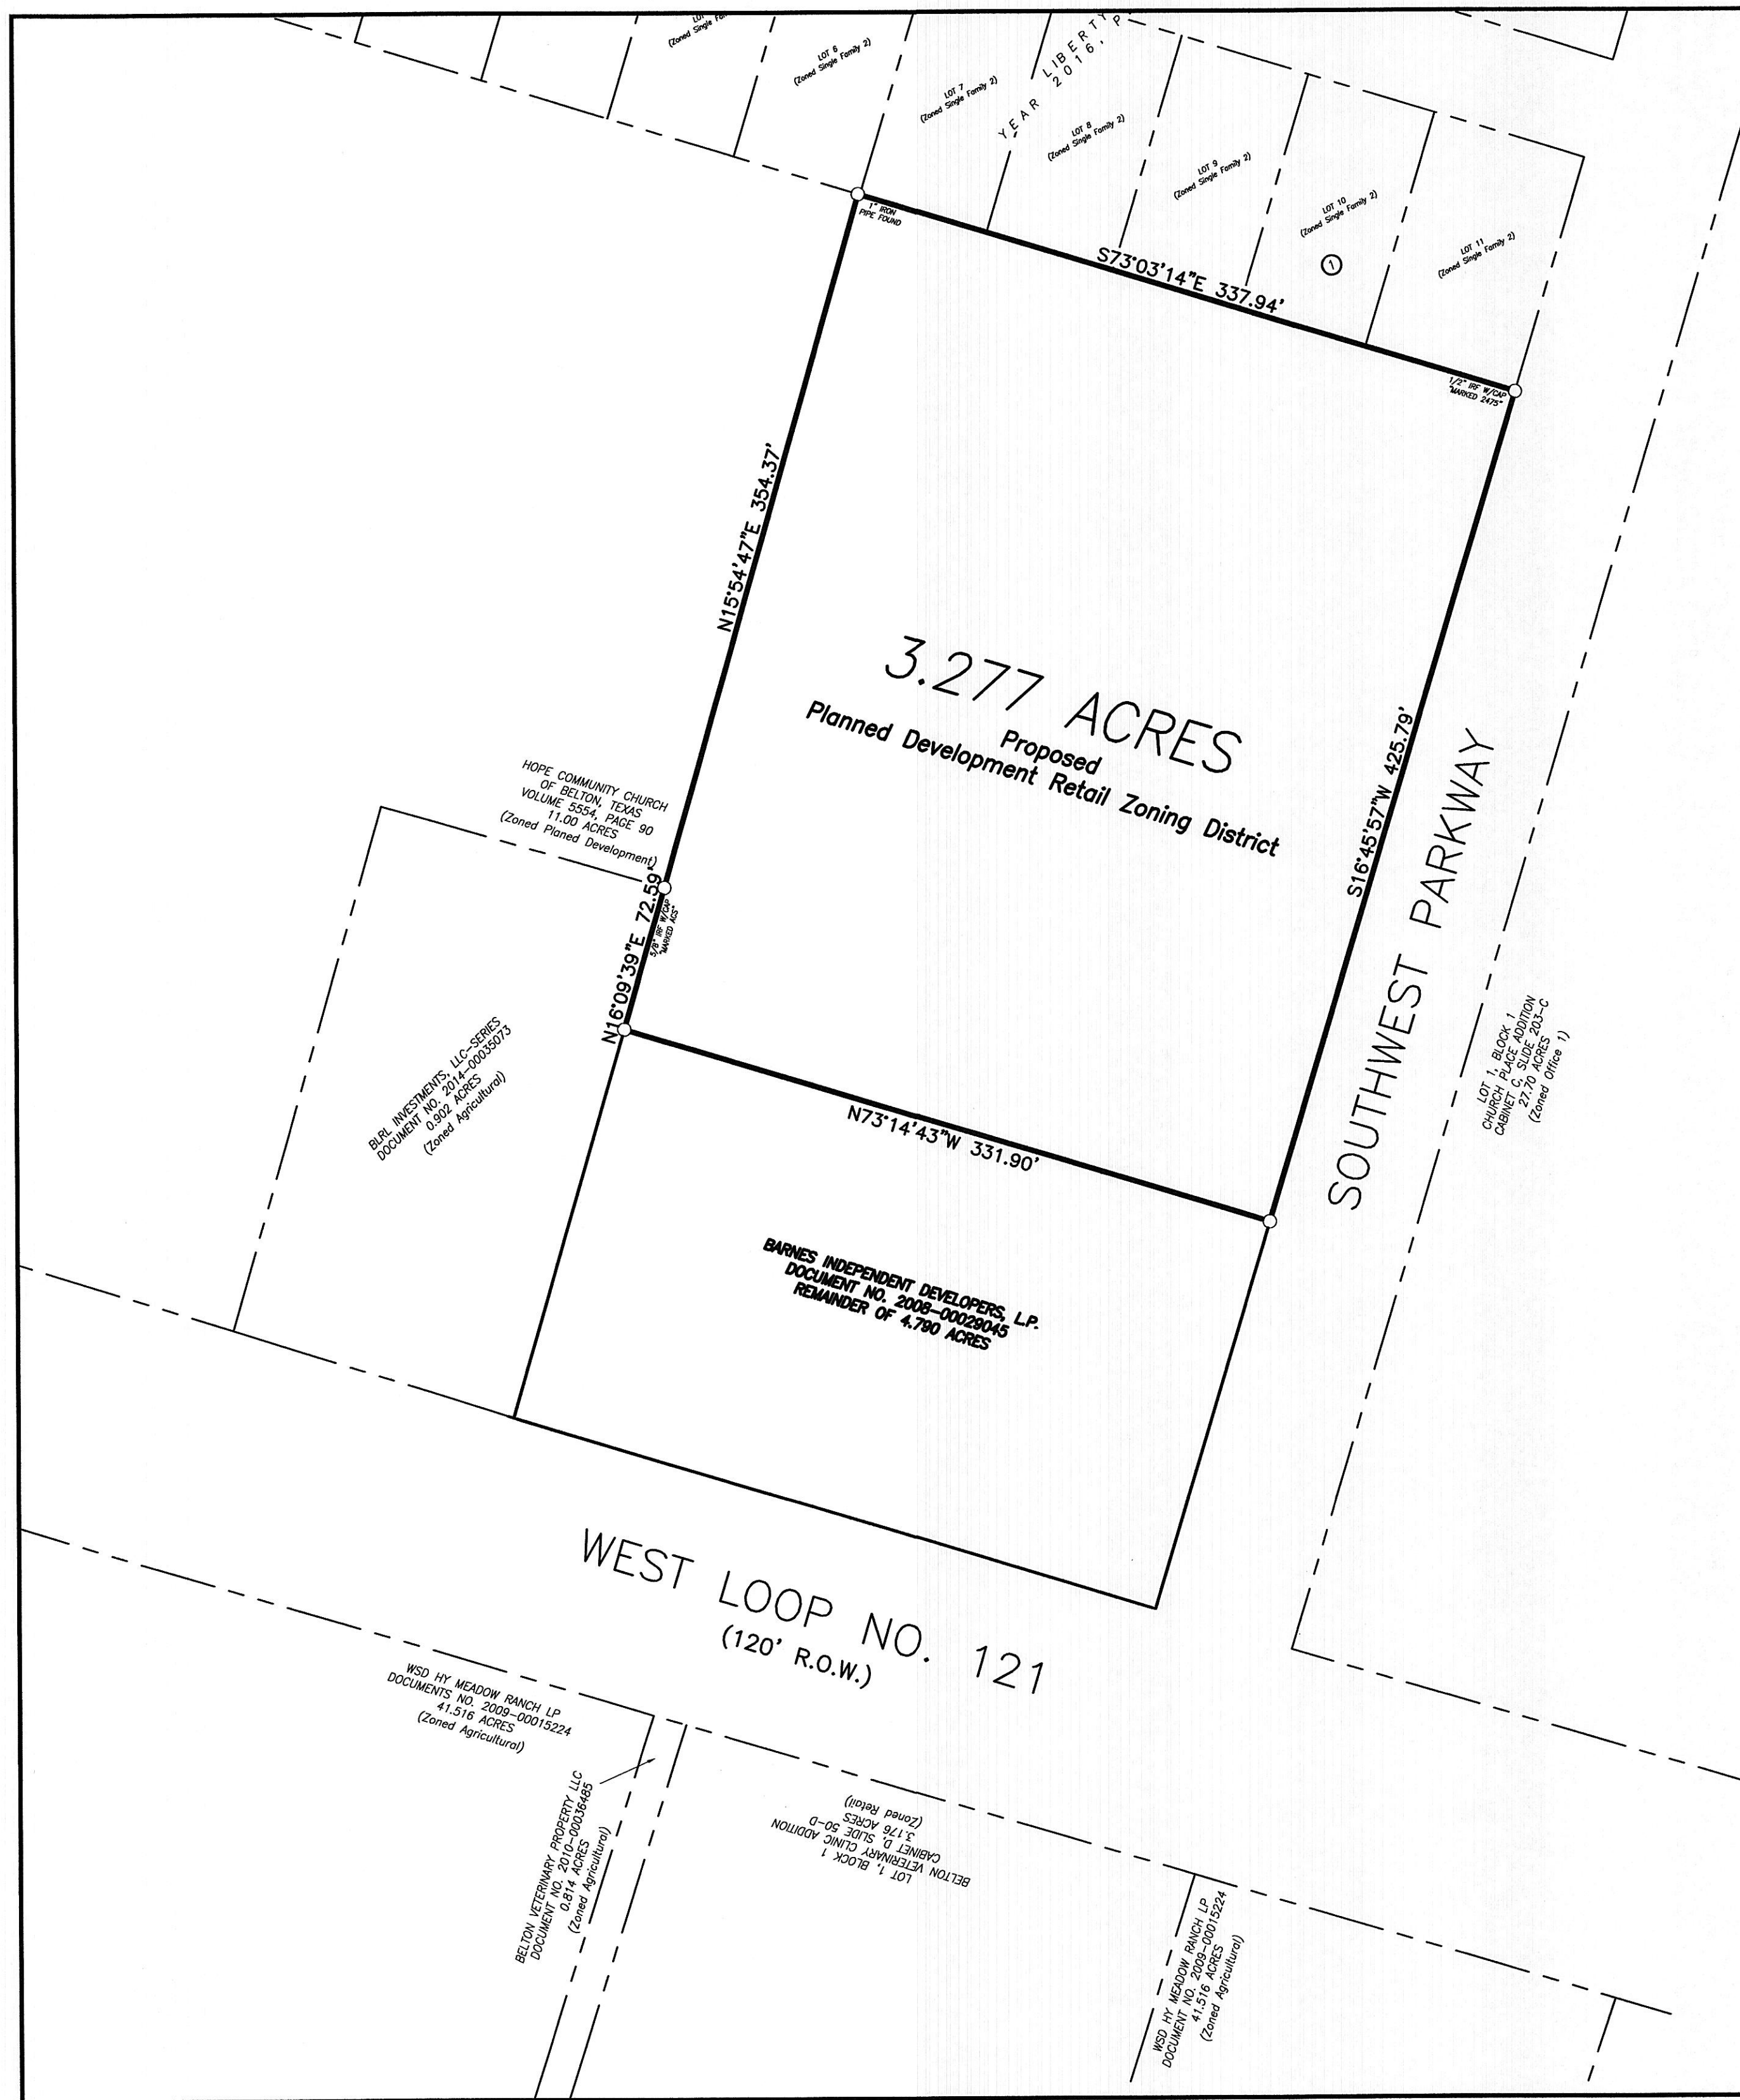 LOT 6
(Zoned Single Family 2)
LOT 7
(Zoned Single Family 2)
YEAR LIBERTY
2016, P
LOT 8
(Zoned Single Family 2)
LOT 9
(Zoned Single Family 2)
LOT 10
(Zoned Single Family 2)
1
LOT 11
(Zoned Single Family 2)
1" IRON
PIPE FOUND
S73°03'14"E 337.94'
1/2" IRF W/CAP
"MARKED 2475"
N15°54'47"E 354.37'
3.277 ACRES
Proposed
Planned Development Retail Zoning District
S16°45'57"W 425.79'
SOUTHWEST PARKWAY
HOPE COMMUNITY CHURCH
OF BELTON, TEXAS
VOLUME 5554, PAGE 90
11.00 ACRES
(Zoned Planed Development)
N16°09'39"E 72.59'
5/8" IRF W/CAP
"MARKED ACS"
BLRL INVESTMENTS, LLC-SERIES
DOCUMENT NO. 2014-00035073
0.902 ACRES
(Zoned Agricultural)
LOT 1, BLOCK 1
CHURCH PLACE ADDITION
CABINET C, SLIDE 203-C
27.70 ACRES
(Zoned Office 1)
N73°14'43"W 331.90'
BARNES INDEPENDENT DEVELOPERS, L.P.
DOCUMENT NO. 2008-00029045
REMAINDER OF 4.790 ACRES
WEST LOOP NO. 121
(120' R.O.W.)
WSD HY MEADOW RANCH LP
DOCUMENTS NO. 2009-00015224
41.516 ACRES
(Zoned Agricultural)
BELTON VETERINARY PROPERTY LLC
DOCUMENT NO. 2010-00036485
0.814 ACRES
(Zoned Agricultural)
LOT 1, BLOCK 1
BELTON VETERINARY CLINIC ADDITION
CABINET D, SLIDE 50-D
3.176 ACRES
(Zoned Retail)
WSD HY MEADOW RANCH LP
DOCUMENT NO. 2009-00015224
41.516 ACRES
(Zoned Agricultural)